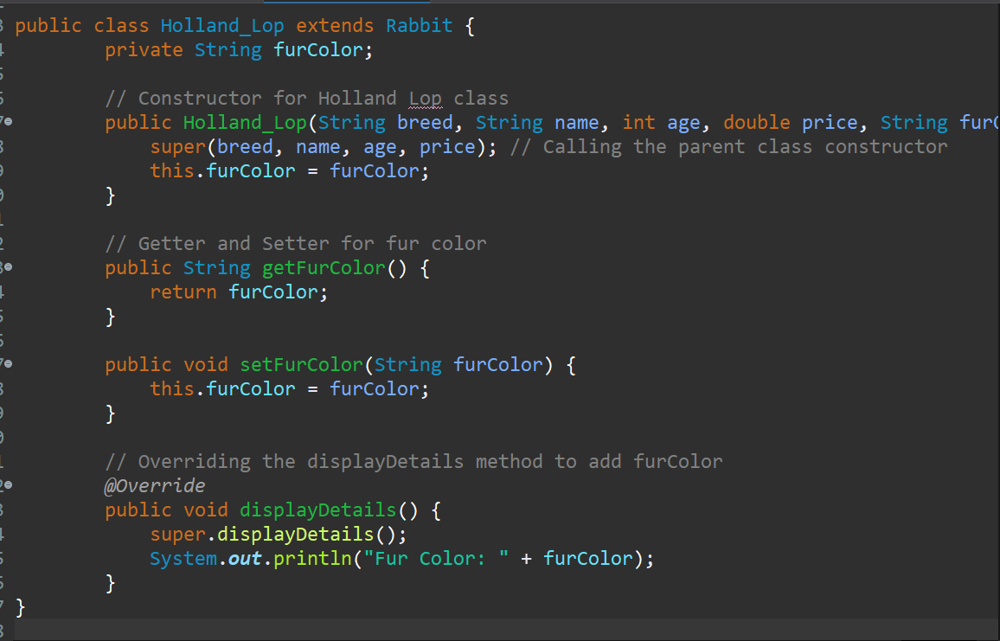 public class Holland_Lop extends Rabbit {
private String furColor;
// Constructor for Holland Lop class
public Holland_Lop(String breed, String name, int age, double price, String
super(breed, name, age, price); // Calling the parent class constructor
this.furColor = furColor;
}
// Getter and Setter for fur color
public String getFurColor() {
return furColor;
}
public void setFurColor(String furColor) {
this.furColor = furColor;
}
// Overriding the displayDetails method to add furColor
@Override
public void displayDetails() {
super.displayDetails();
System.out.println("Fur Color: " + furColor);
}
}